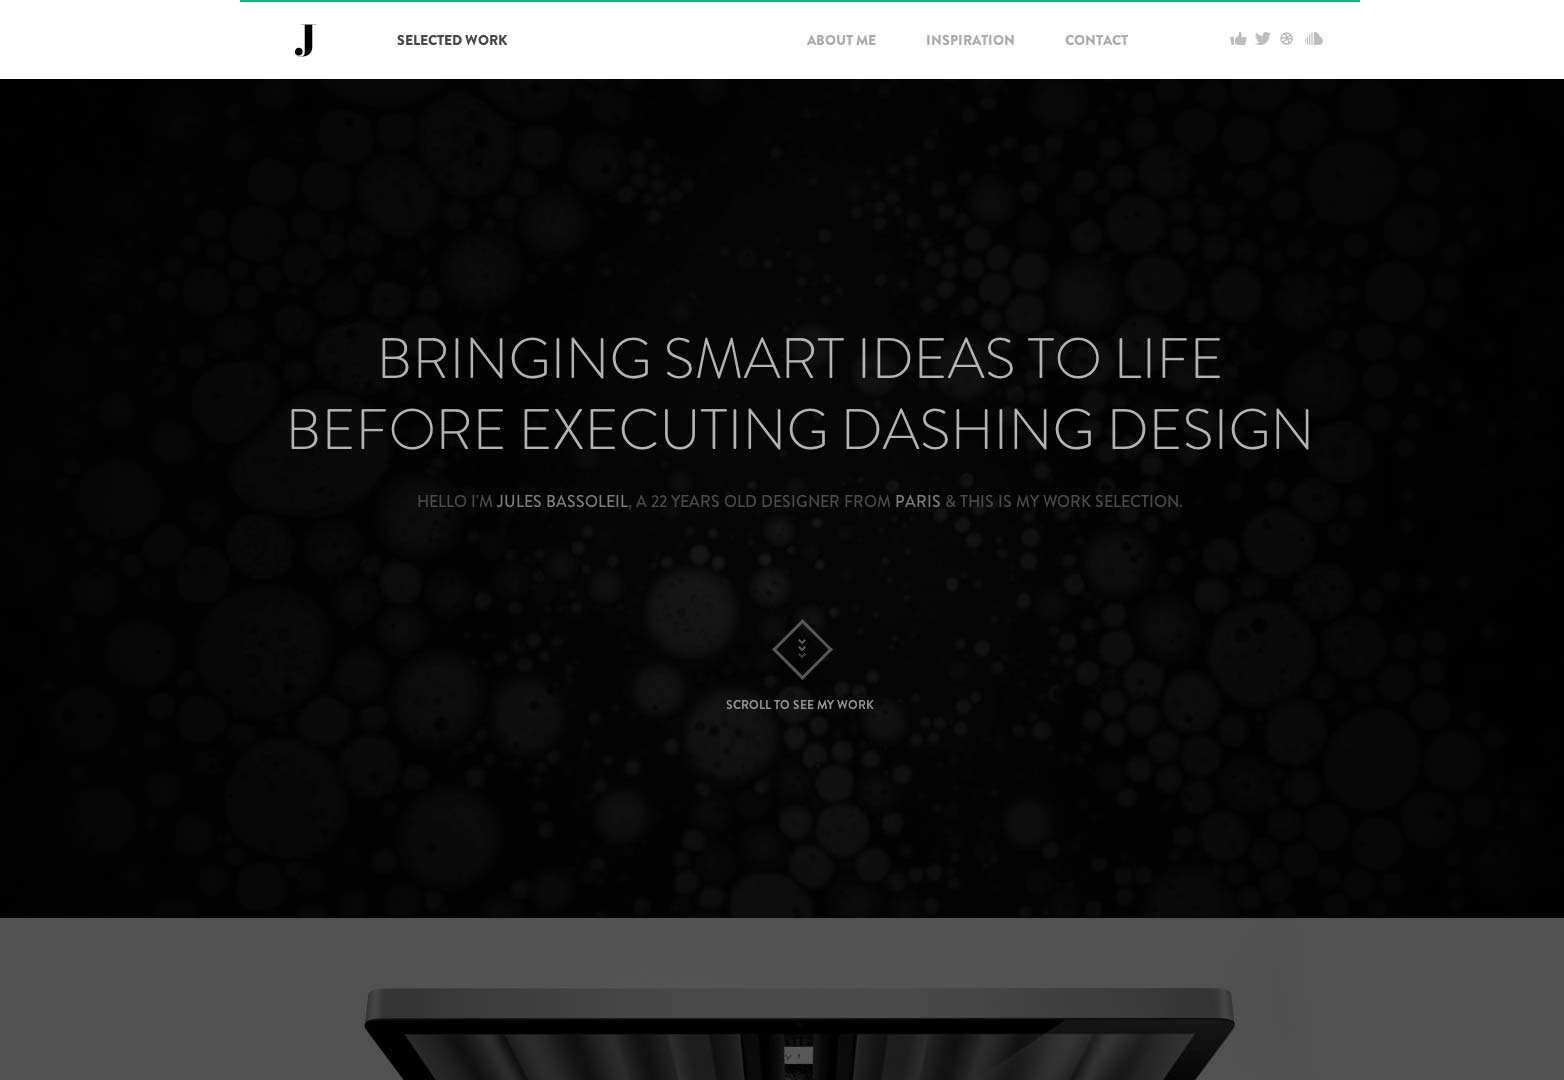 J
SELECTED WORK
ABOUT ME
INSPIRATION
CONTACT
BRINGING SMART IDEAS TO LIFE
BEFORE EXECUTING DASHING DESIGN
HELLO I'M JULES BASSOLEIL, A 22 YEARS OLD DESIGNER FROM PARIS & THIS IS MY WORK SELECTION.
SCROLL TO SEE MY WORK